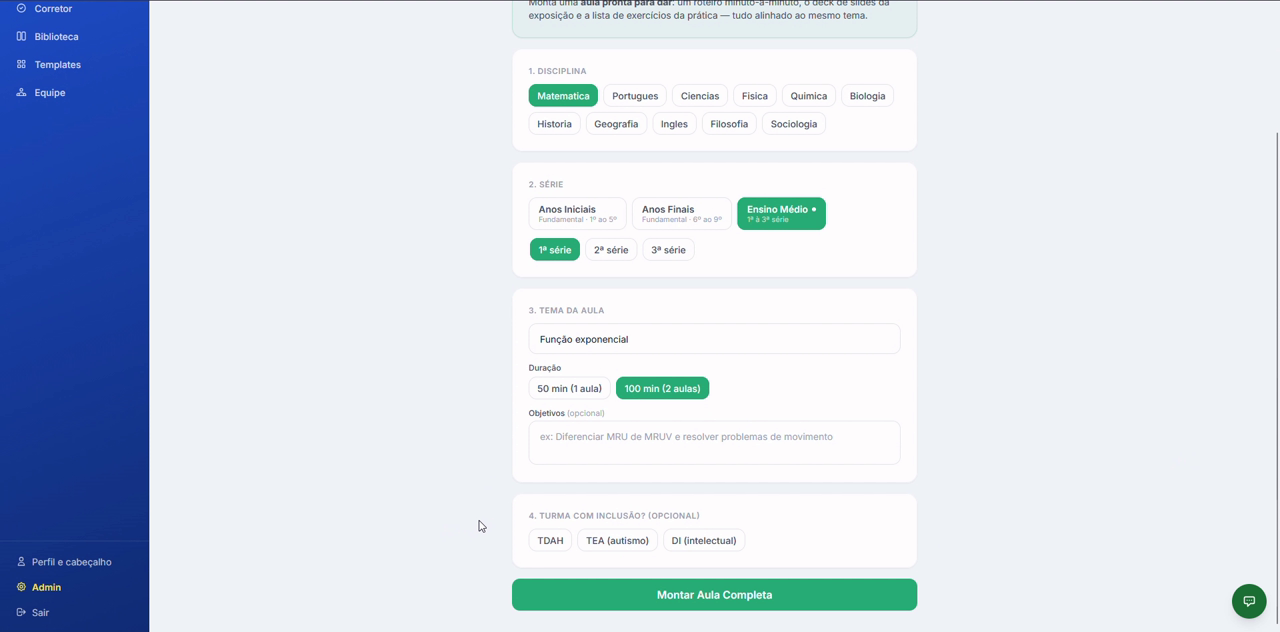 Corretor
Biblioteca
Templates
Equipe
Perfil e cabeçalho
Admin
Sair
Monta uma aula pronta para dar: um roteiro minuto-a-minuto, o deck de slides da
exposição e a lista de exercícios da prática — tudo alinhado ao mesmo tema.
1. DISCIPLINA
Matematica
Portugues
Ciencias
Fisica
Quimica
Biologia
Historia
Geografia
Ingles
Filosofia
Sociologia
2. SÉRIE
Anos Iniciais
Fundamental · 1º ao 5º
Anos Finais
Fundamental · 6º ao 9º
Ensino Médio
1ª à 3ª série
1ª série
2ª série
3ª série
3. TEMA DA AULA
Função exponencial
Duração
50 min (1 aula)
100 min (2 aulas)
Objetivos (opcional)
ex: Diferenciar MRU de MRUV e resolver problemas de movimento
4. TURMA COM INCLUSÃO? (OPCIONAL)
TDAH
TEA (autismo)
DI (intelectual)
Montar Aula Completa